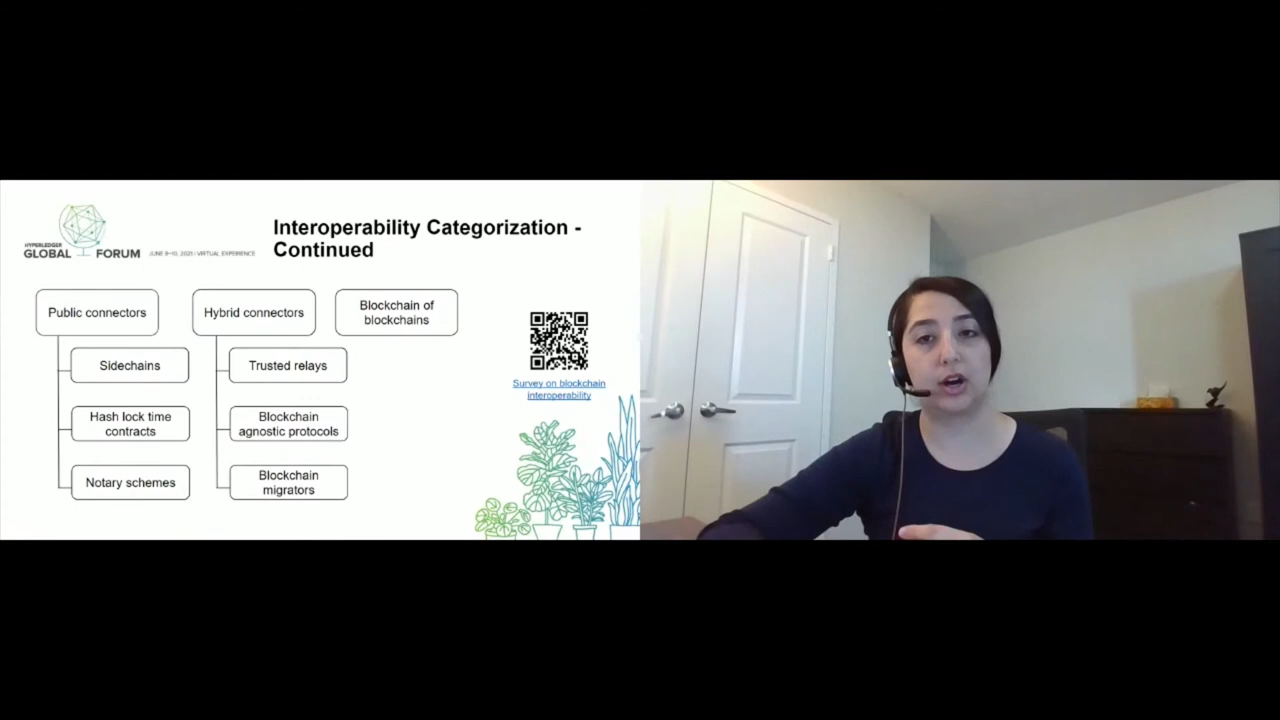 HYPERLEDGER
GLOBAL FORUM
JUNE 8–10, 2021 | VIRTUAL EXPERIENCE
Interoperability Categorization -
Continued
Public connectors
Sidechains
Hash lock time
contracts
Notary schemes
Hybrid connectors
Trusted relays
Blockchain
agnostic protocols
Blockchain
migrators
Blockchain of
blockchains
Survey on blockchain
interoperability